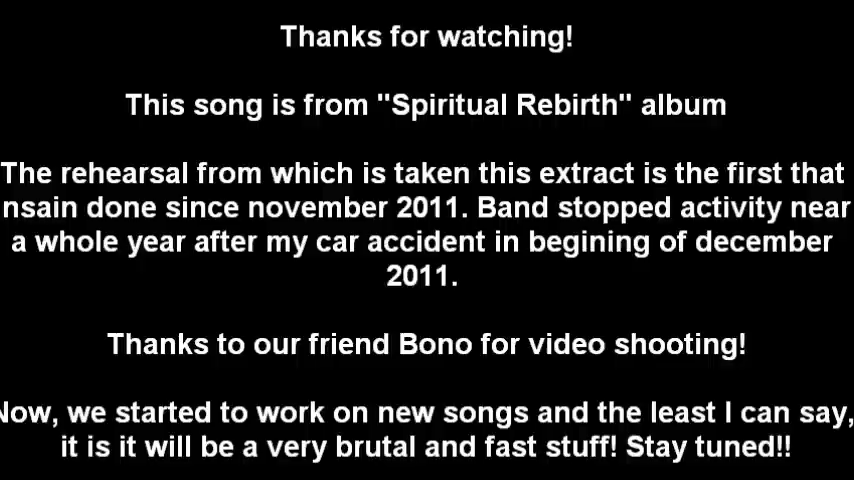 Thanks for watching!
This song is from "Spiritual Rebirth" album
The rehearsal from which is taken this extract is the first that
nsain done since november 2011. Band stopped activity near
a whole year after my car accident in begining of december
2011.
Thanks to our friend Bono for video shooting!
Now, we started to work on new songs and the least I can say,
it is it will be a very brutal and fast stuff! Stay tuned!!